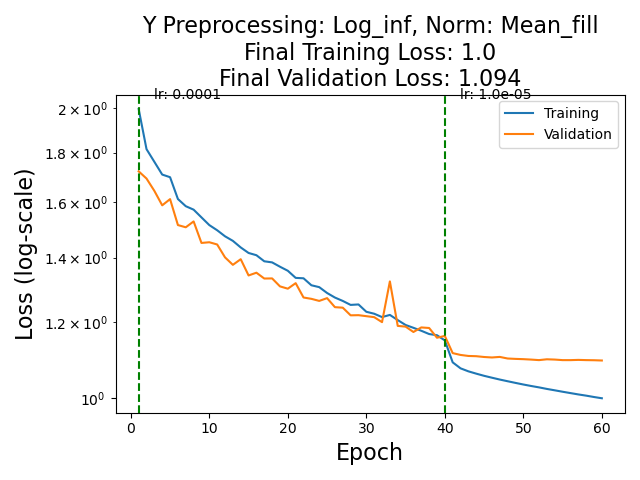 Y Preprocessing: Log_inf, Norm: Mean_fill
Final Training Loss: 1.0
Final Validation Loss: 1.094
lr: 0.0001
lr: 1.0e-05
Training
Validation
2 × 10⁰
1.8 × 10⁰
1.6 × 10⁰
1.4 × 10⁰
1.2 × 10⁰
10⁰
Loss (log-scale)
0 10 20 30 40 50 60
Epoch